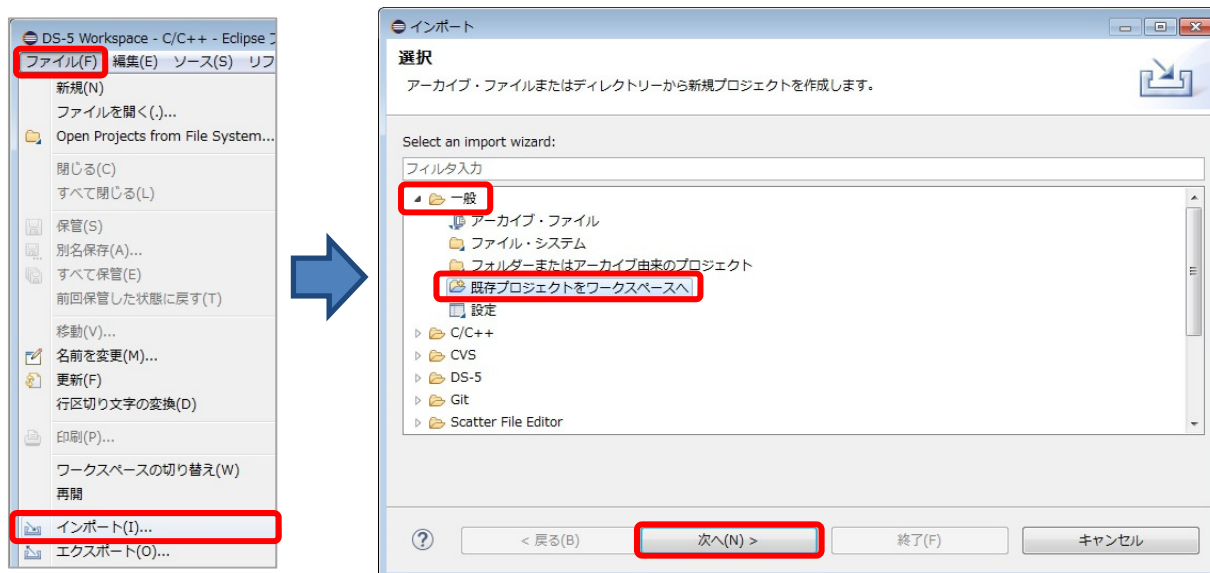 DS-5 Workspace - C/C++ - Eclipse プ
ファイル(F) 編集(E) ソース(S) リフ
新規(N)
ファイルを開く(.)...
Open Projects from File System...
閉じる(C)
すべて閉じる(L)
保管(S)
別名保存(A)...
すべて保管(E)
前回保管した状態に戻す(T)
移動(V)...
名前を変更(M)...
更新(F)
行区切り文字の変換(D)
印刷(P)...
ワークスペースの切り替え(W)
再開
インポート(I)...
エクスポート(O)...
インポート
選択
アーカイブ・ファイルまたはディレクトリーから新規プロジェクトを作成します。
Select an import wizard:
フィルタ入力
一般
アーカイブ・ファイル
ファイル・システム
フォルダーまたはアーカイブ由来のプロジェクト
既存プロジェクトをワークスペースへ
設定
C/C++
CVS
DS-5
Git
Scatter File Editor
< 戻る(B) 次へ(N) > 終了(F) キャンセル